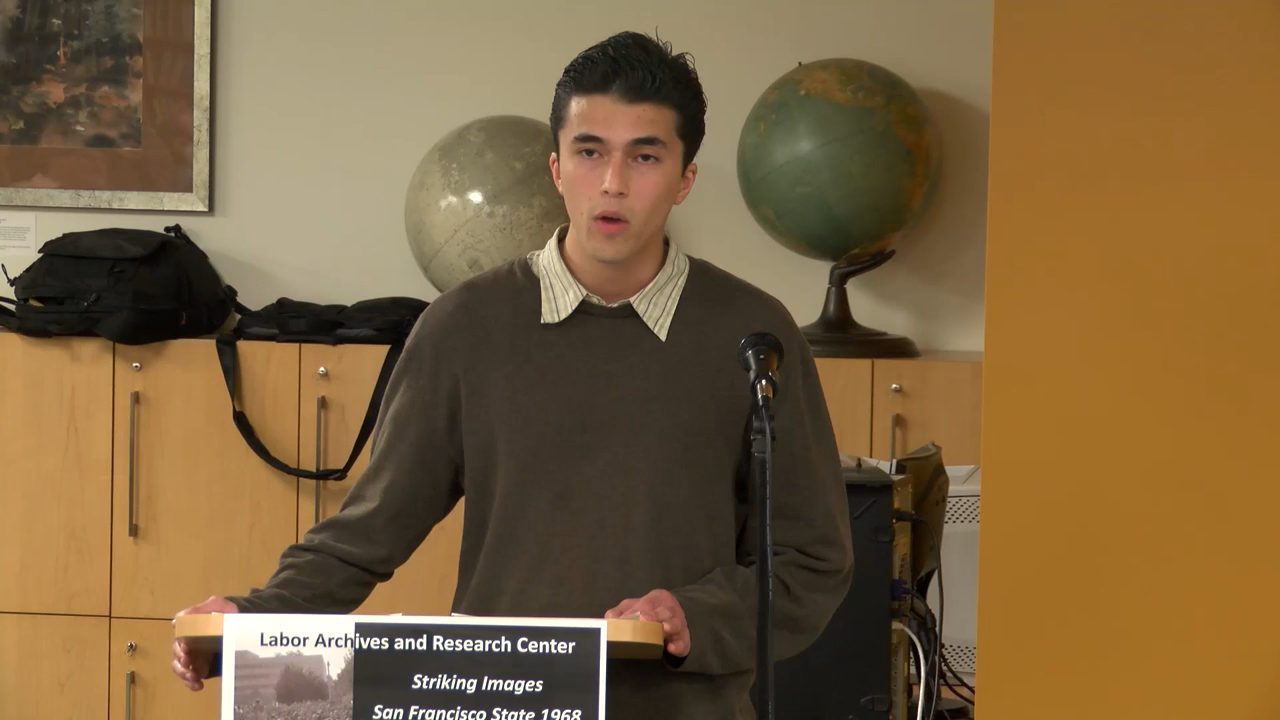 Labor Archives and Research Center
Striking Images
San Francisco State 1968